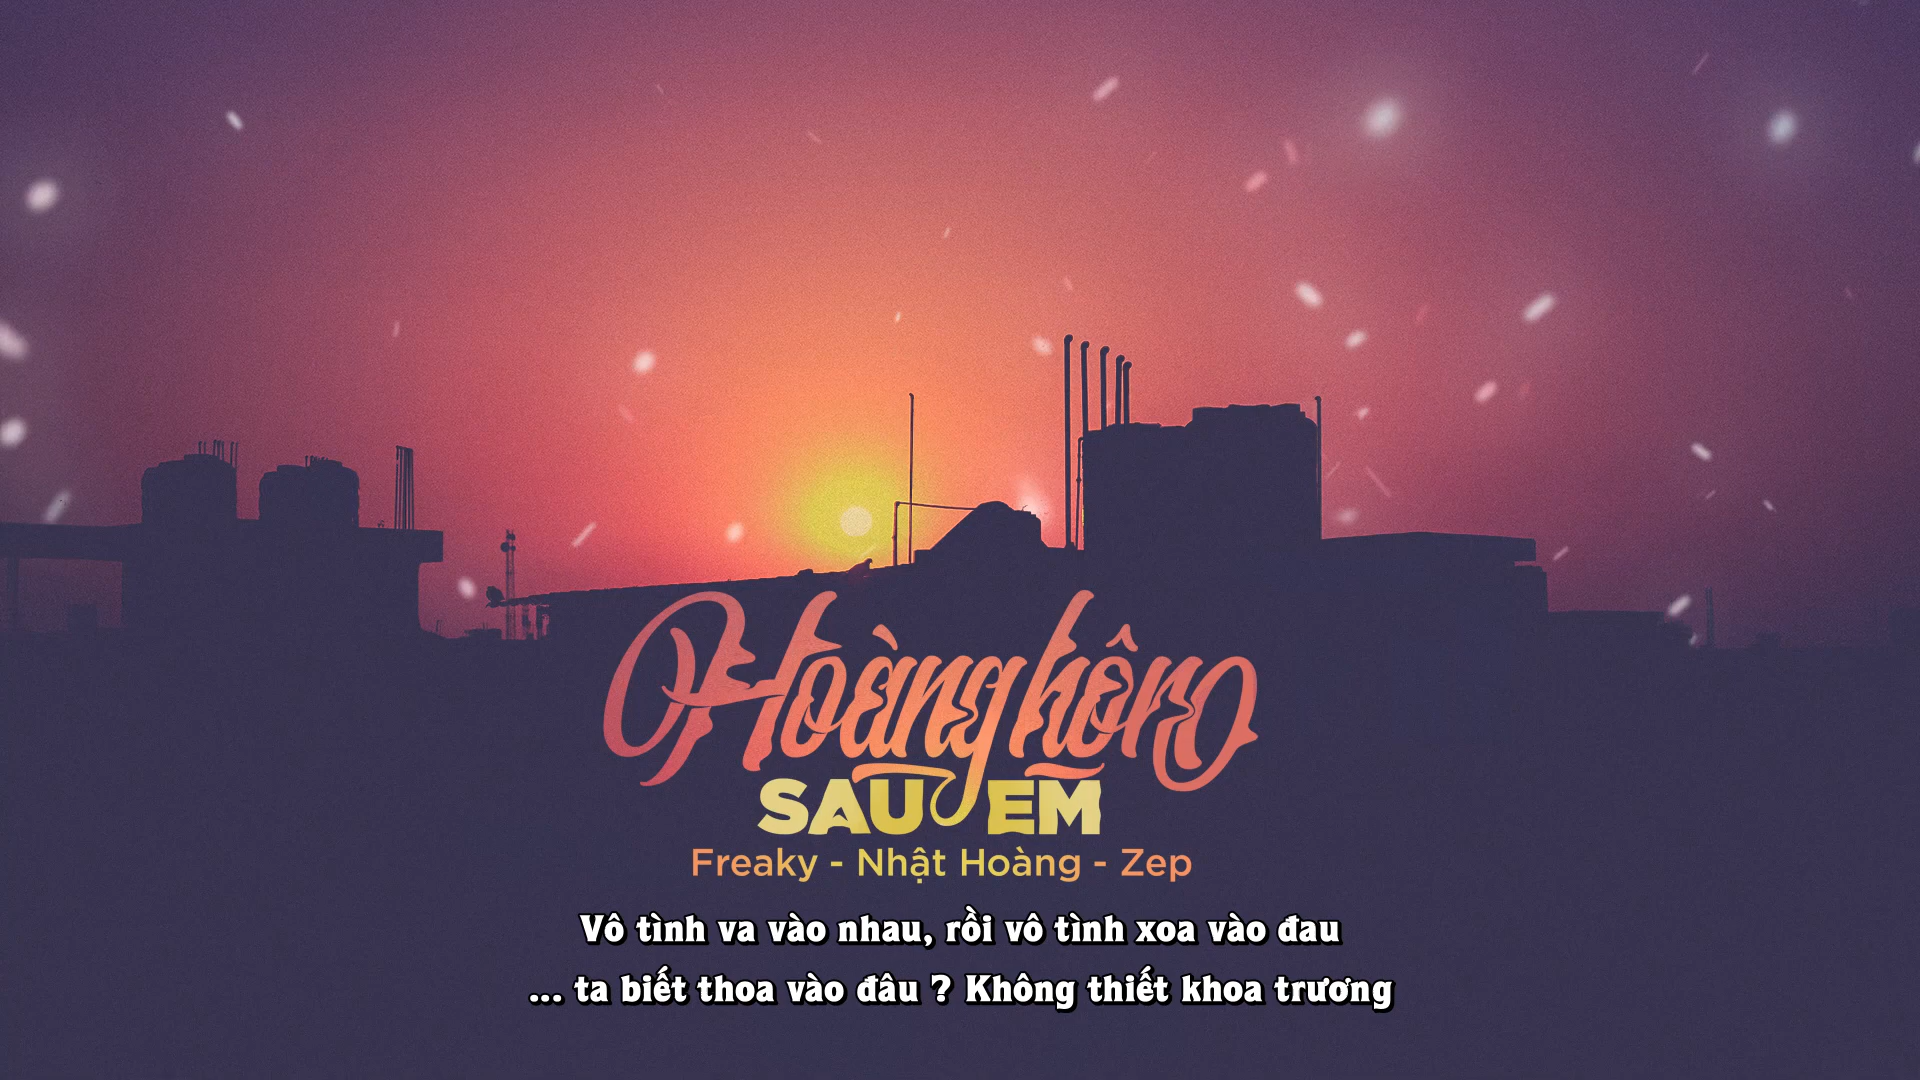 Hoàng hôn
SAU EM
Freaky - Nhật Hoàng - Zep
Vô tình va vào nhau, rồi vô tình xoa vào đau
... ta biết thoa vào đâu ? Không thiết khoa trương